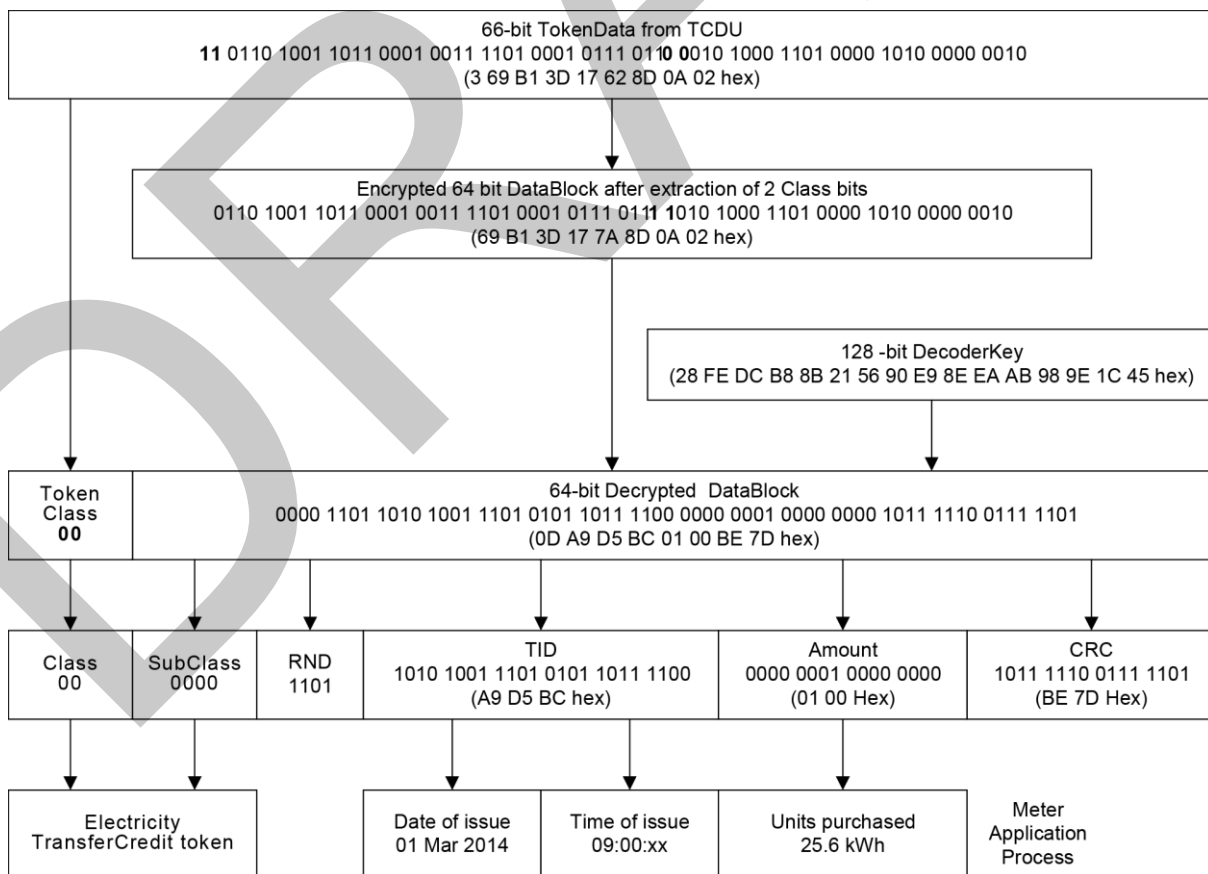 66-bit TokenData from TCDU
11 0110 1001 1011 0001 0011 1101 0001 0111 0110 0010 1000 1101 0000 1010 0000 0010
(3 69 B1 3D 17 62 8D 0A 02 hex)
Encrypted 64 bit DataBlock after extraction of 2 Class bits
0110 1001 1011 0001 0011 1101 0001 0111 0111 1010 1000 1101 0000 1010 0000 0010
(69 B1 3D 17 7A 8D 0A 02 hex)
128 -bit DecoderKey
(28 FE DC B8 8B 21 56 90 E9 8E EA AB 98 9E 1C 45 hex)
Token
Class
00
64-bit Decrypted DataBlock
0000 1101 1010 1001 1101 0101 1011 1100 0000 0001 0000 0000 1011 1110 0111 1101
(0D A9 D5 BC 01 00 BE 7D hex)
Class
00
SubClass
0000
RND
1101
TID
1010 1001 1101 0101 1011 1100
(A9 D5 BC hex)
Amount
0000 0001 0000 0000
(01 00 Hex)
CRC
1011 1110 0111 1101
(BE 7D Hex)
Electricity
TransferCredit token
Date of issue
01 Mar 2014
Time of issue
09:00:xx
Units purchased
25.6 kWh
Meter
Application
Process